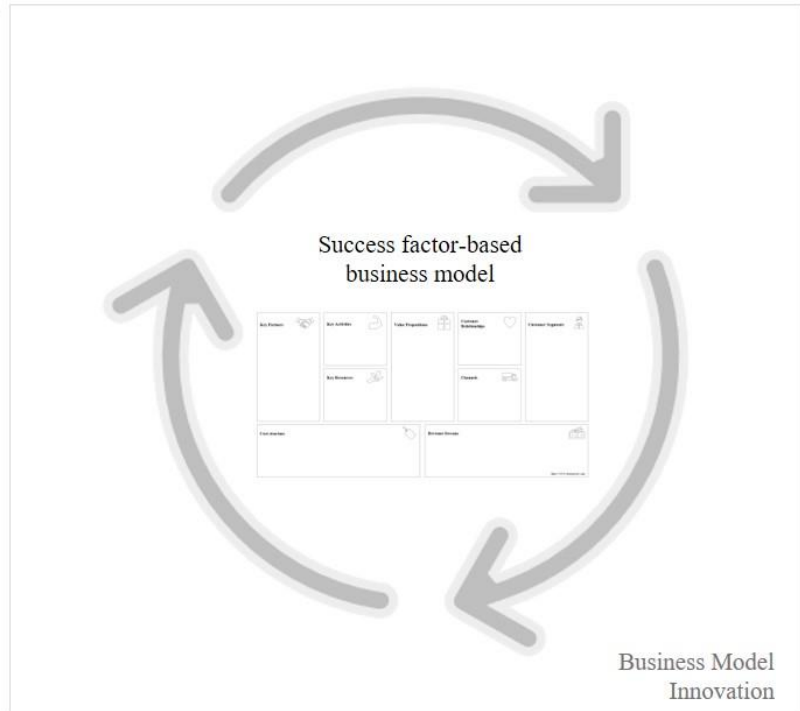 Success factor-based
business model
Key Partners
Key Activities
Value Propositions
Customer
Relationships
Customer Segments
Key Resources
Channels
Cost structure
Revenue Streams
Business Model
Innovation